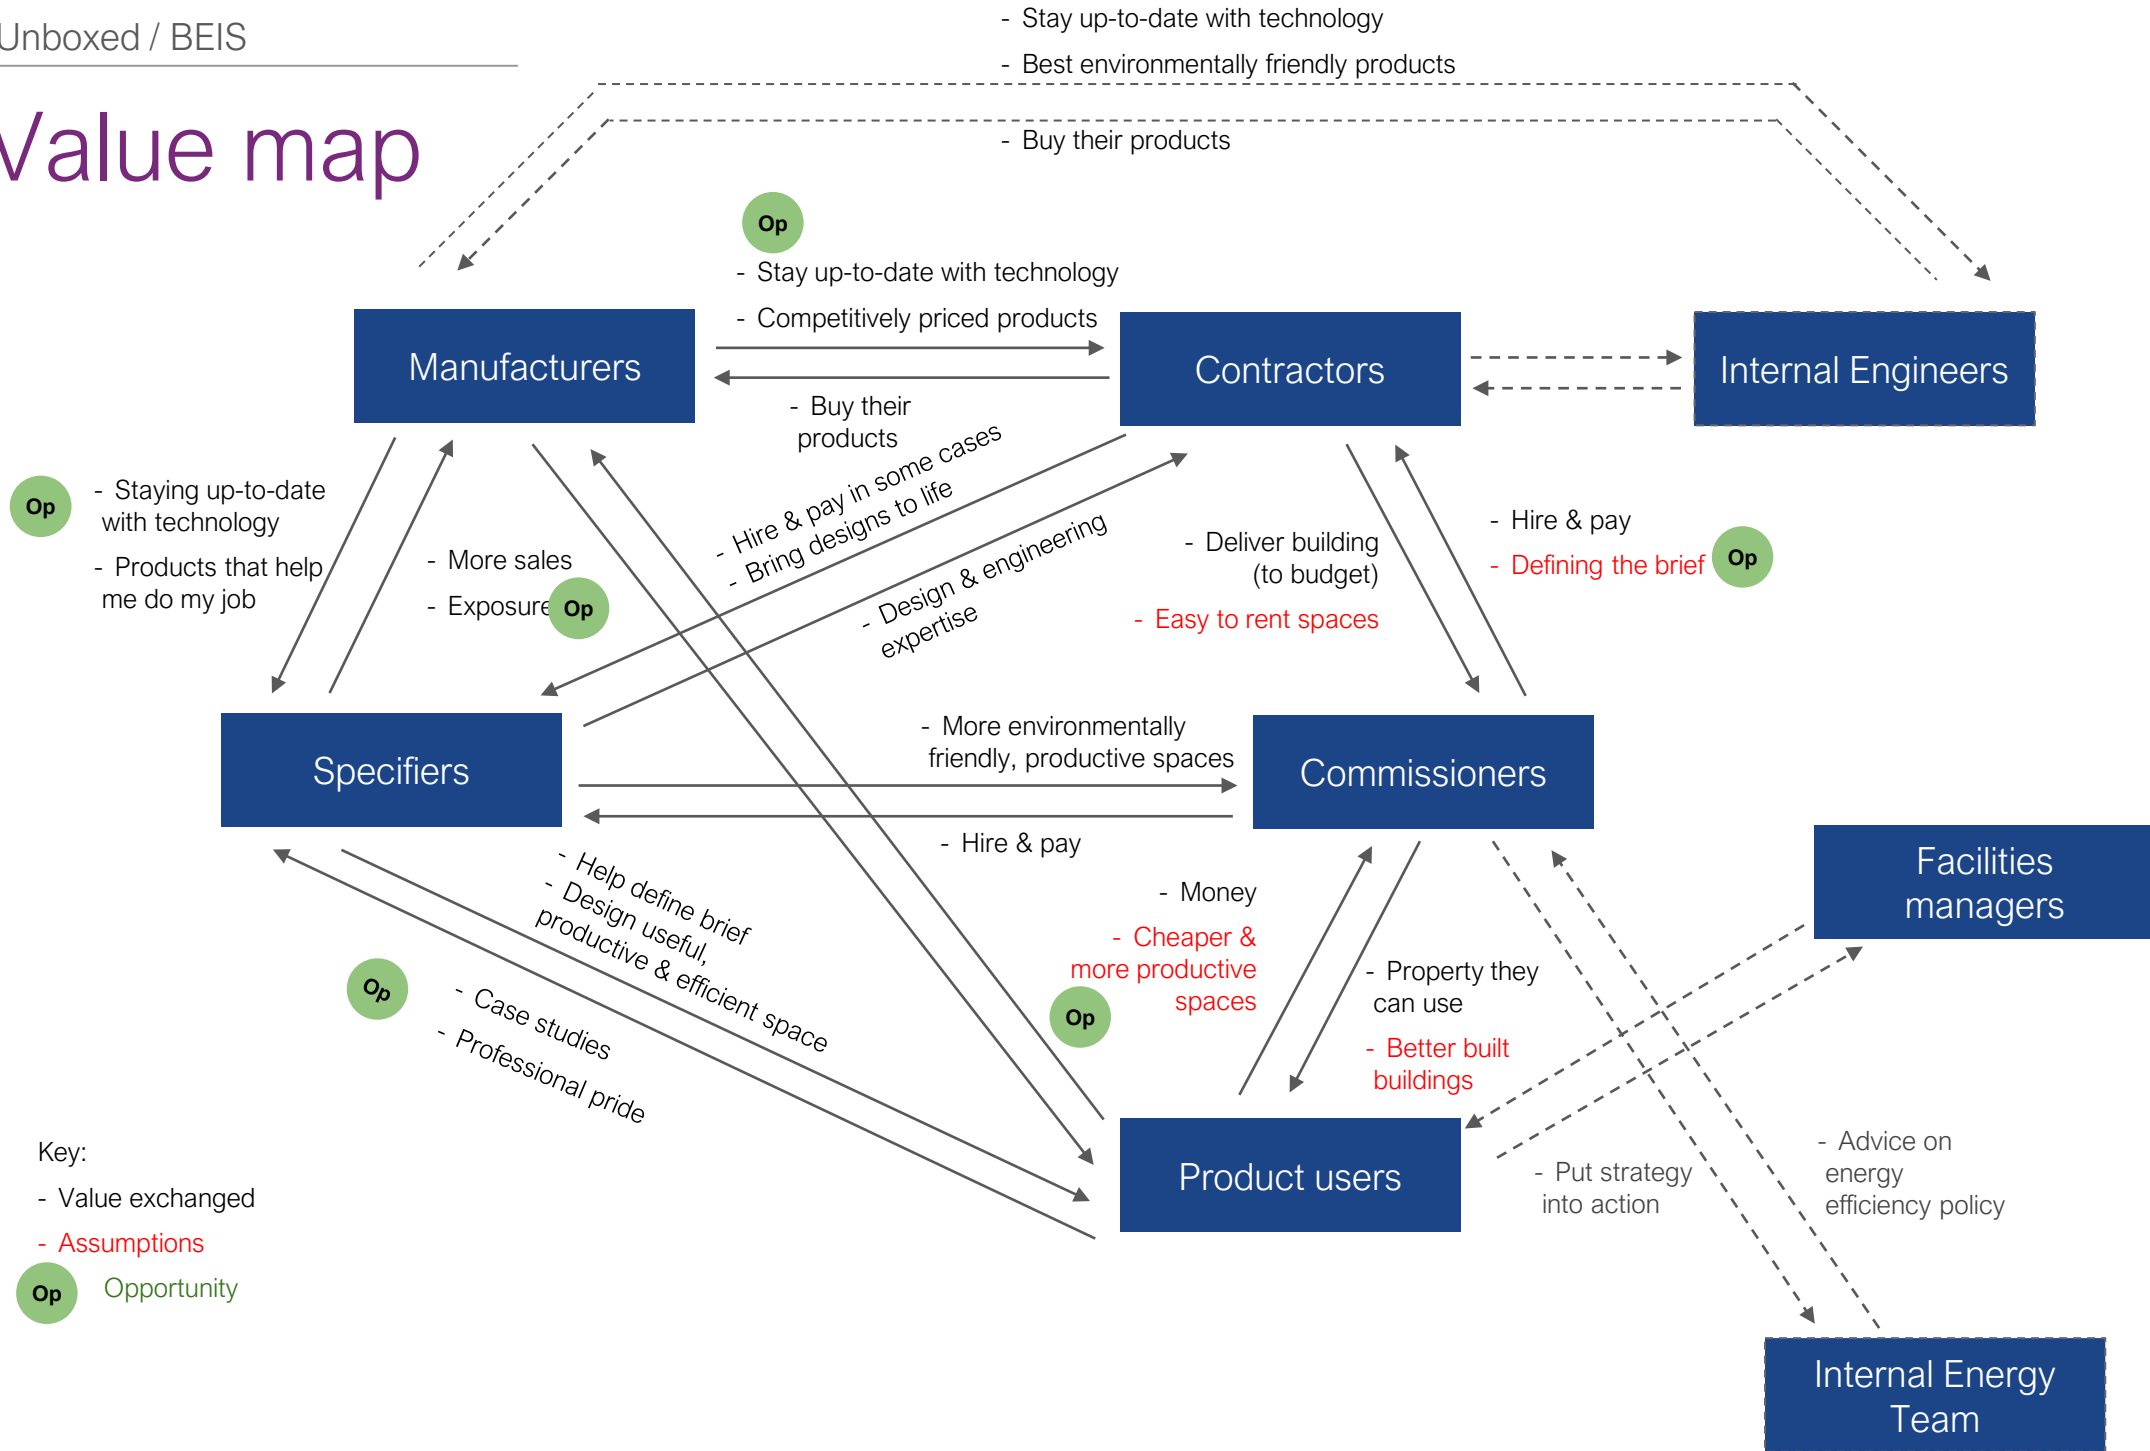 Unboxed / BEIS
Value map
- Stay up-to-date with technology
- Best environmentally friendly products
- Buy their products
Op
- Stay up-to-date with technology
- Competitively priced products
Manufacturers
Contractors
Internal Engineers
- Buy their
products
Op
- Staying up-to-date
with technology
- Products that help
me do my job
- More sales
- Exposure
Op
- Hire & pay in some cases
- Bring designs to life
- Design & engineering
expertise
- Deliver building
(to budget)
- Easy to rent spaces
- Hire & pay
- Defining the brief
Op
Specifiers
- More environmentally
friendly, productive spaces
Commissioners
- Hire & pay
- Help define brief
- Design useful,
productive & efficient space
Op
- Case studies
- Professional pride
- Money
- Cheaper &
more productive
spaces
Op
- Property they
can use
- Better built
buildings
Facilities
managers
Product users
- Put strategy
into action
- Advice on
energy
efficiency policy
Key:
- Value exchanged
- Assumptions
Op
Opportunity
Internal Energy
Team